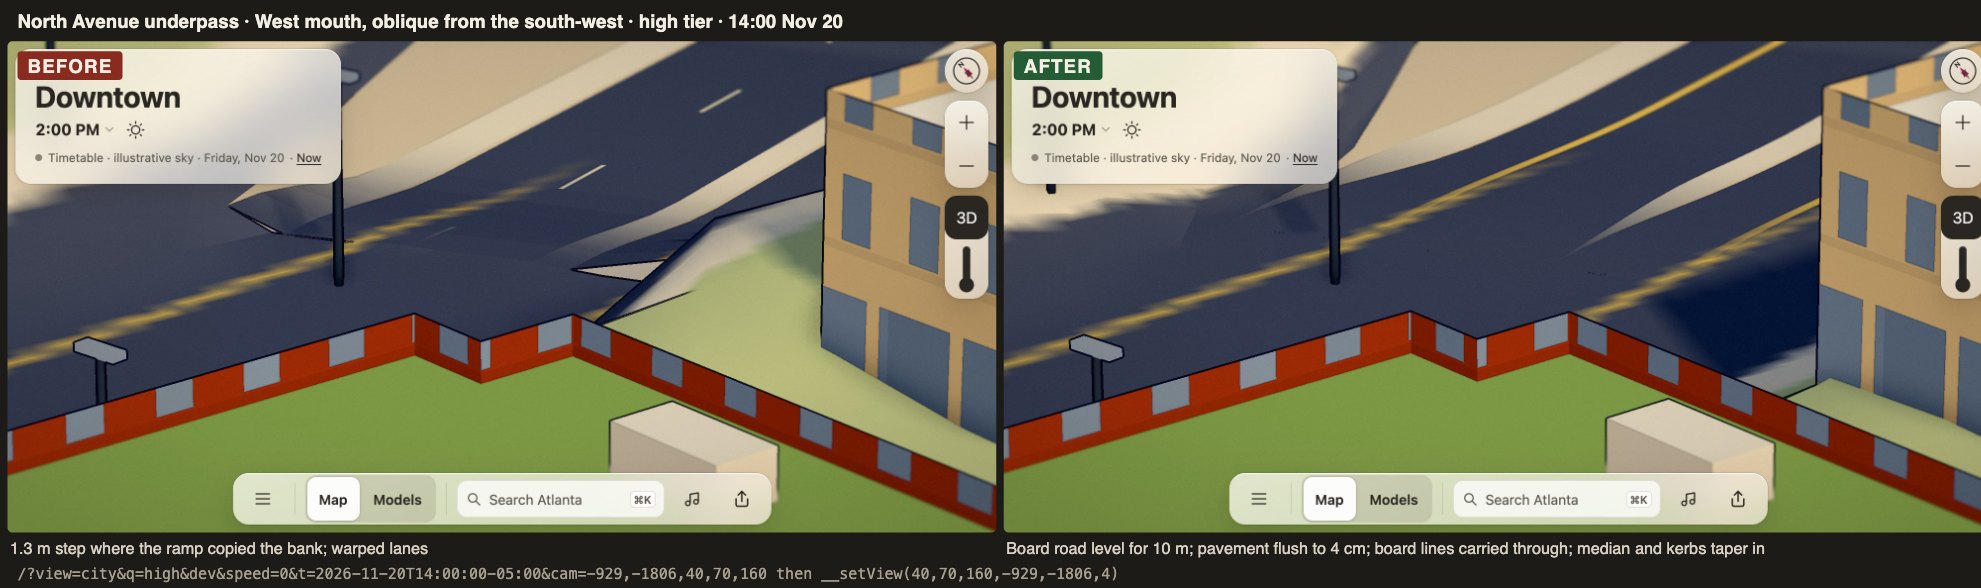 North Avenue underpass · West mouth, oblique from the south-west · high tier · 14:00 Nov 20
BEFORE
Downtown
2:00 PM
Timetable · illustrative sky · Friday, Nov 20 · Now
3D
Map Models Search Atlanta ⌘K
1.3 m step where the ramp copied the bank; warped lanes
AFTER
Downtown
2:00 PM
Timetable · illustrative sky · Friday, Nov 20 · Now
3D
Map Models Search Atlanta ⌘K
Board road level for 10 m; pavement flush to 4 cm; board lines carried through; median and kerbs taper in
/?view=city&q=high&dev&speed=0&t=2026-11-20T14:00:00-05:00&cam=-929,-1806,40,70,160 then __setView(40,70,160,-929,-1806,4)